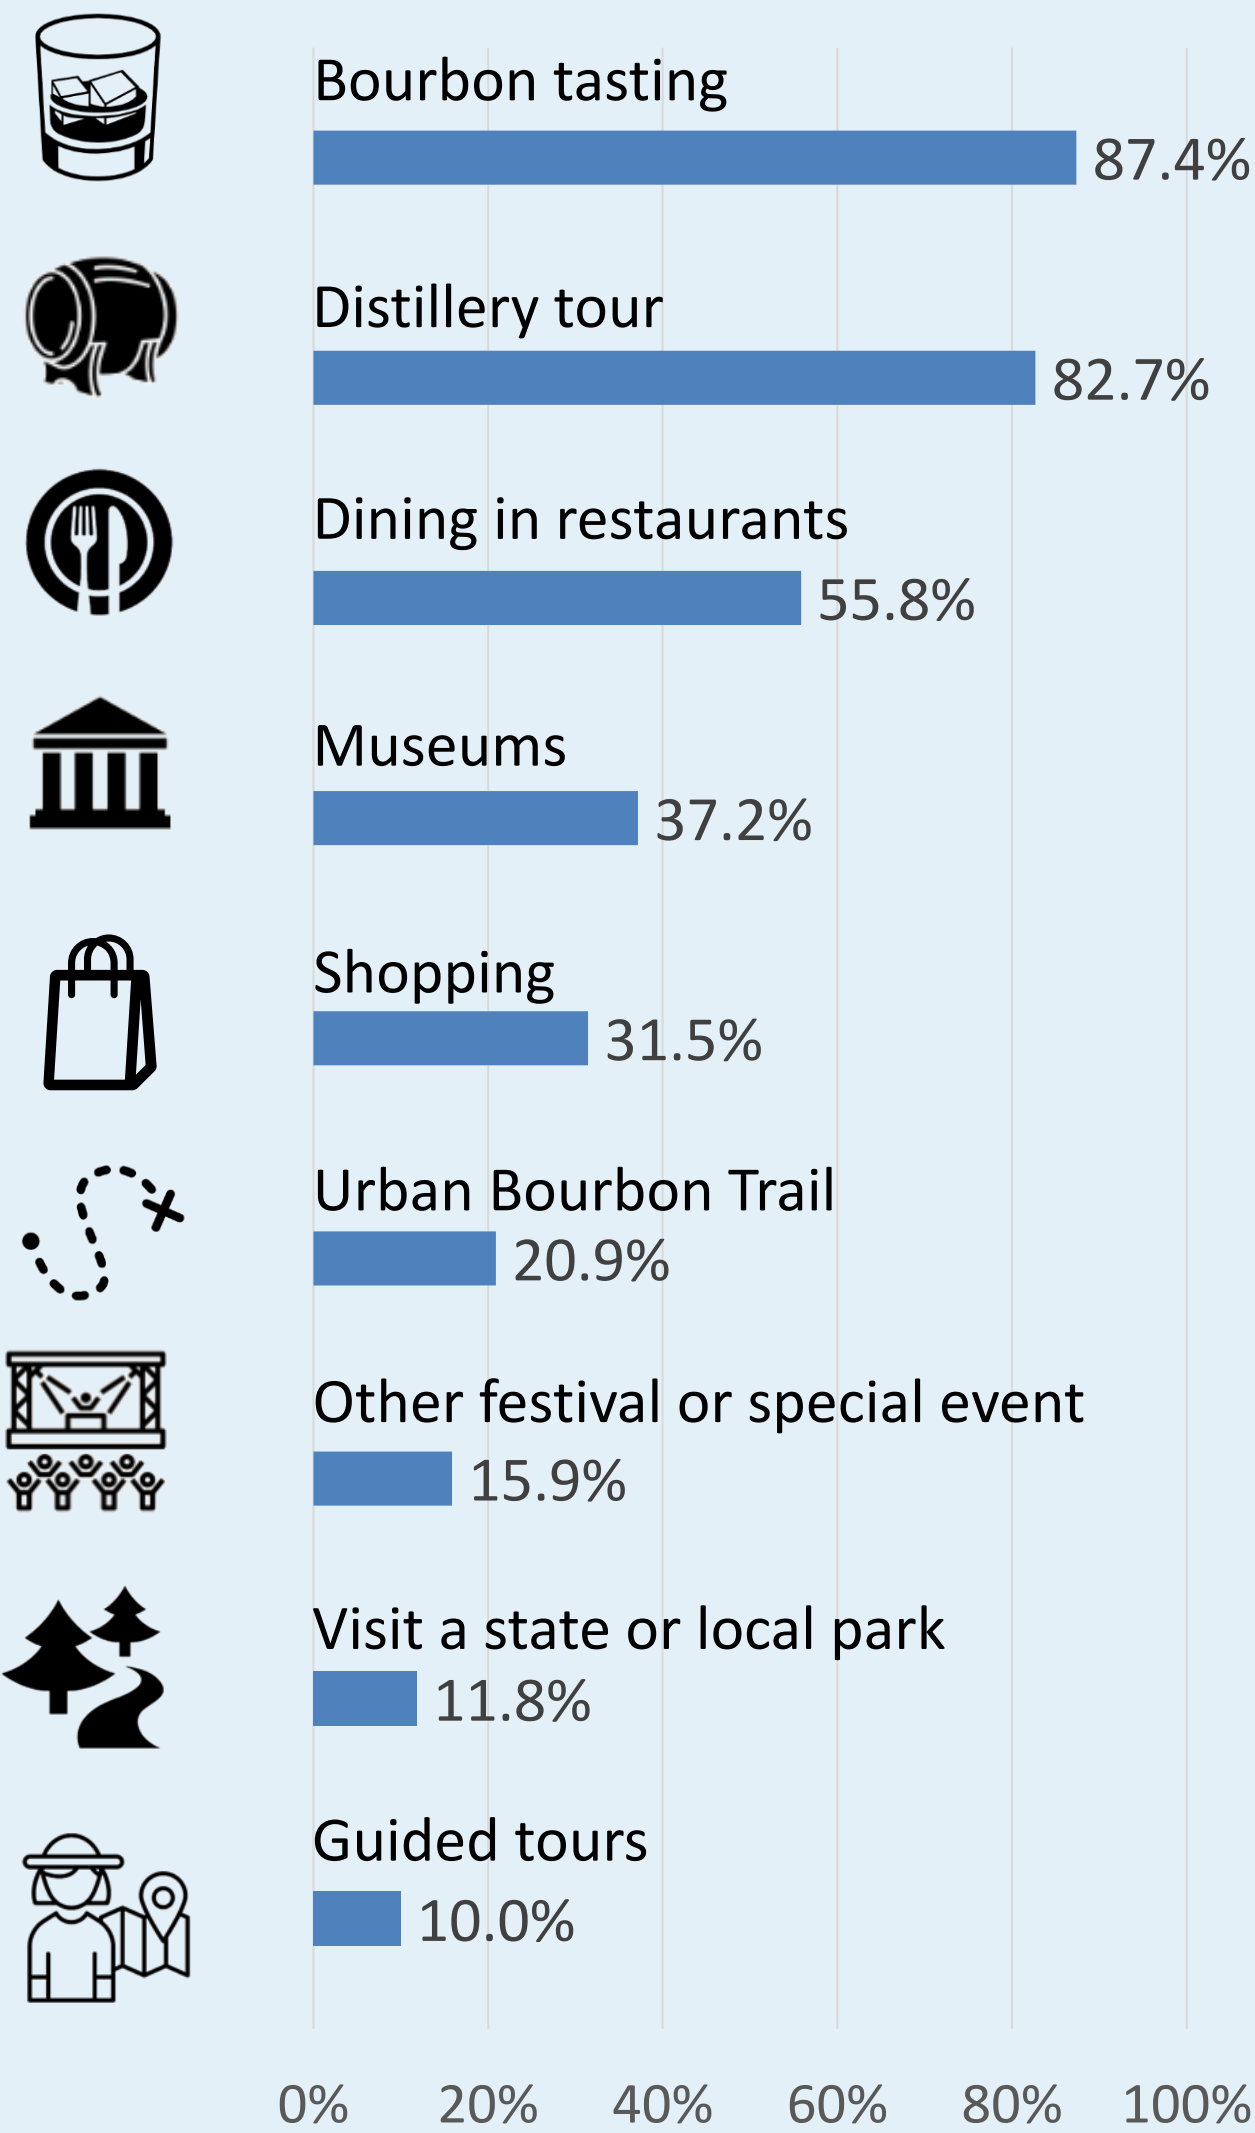 Bourbon tasting
87.4%
Distillery tour
82.7%
Dining in restaurants
55.8%
Museums
37.2%
Shopping
31.5%
Urban Bourbon Trail
20.9%
Other festival or special event
15.9%
Visit a state or local park
11.8%
Guided tours
10.0%
0% 20% 40% 60% 80% 100%